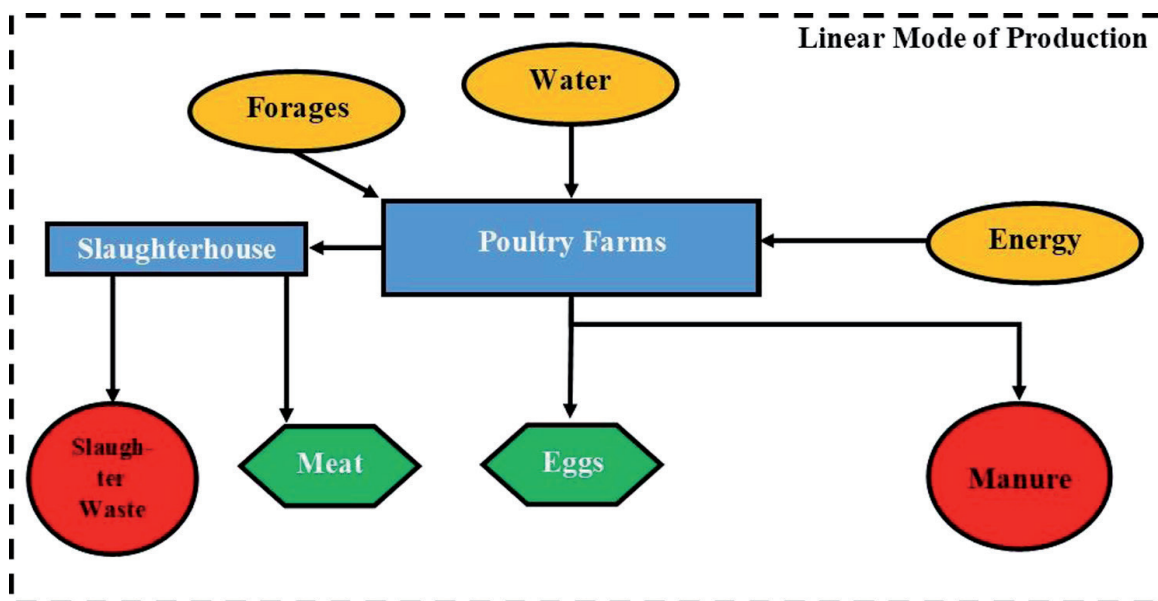 Linear Mode of Production
Water
Forages
Energy
Poultry Farms
Slaughterhouse
Slaugh-
ter
Waste
Meat
Eggs
Manure